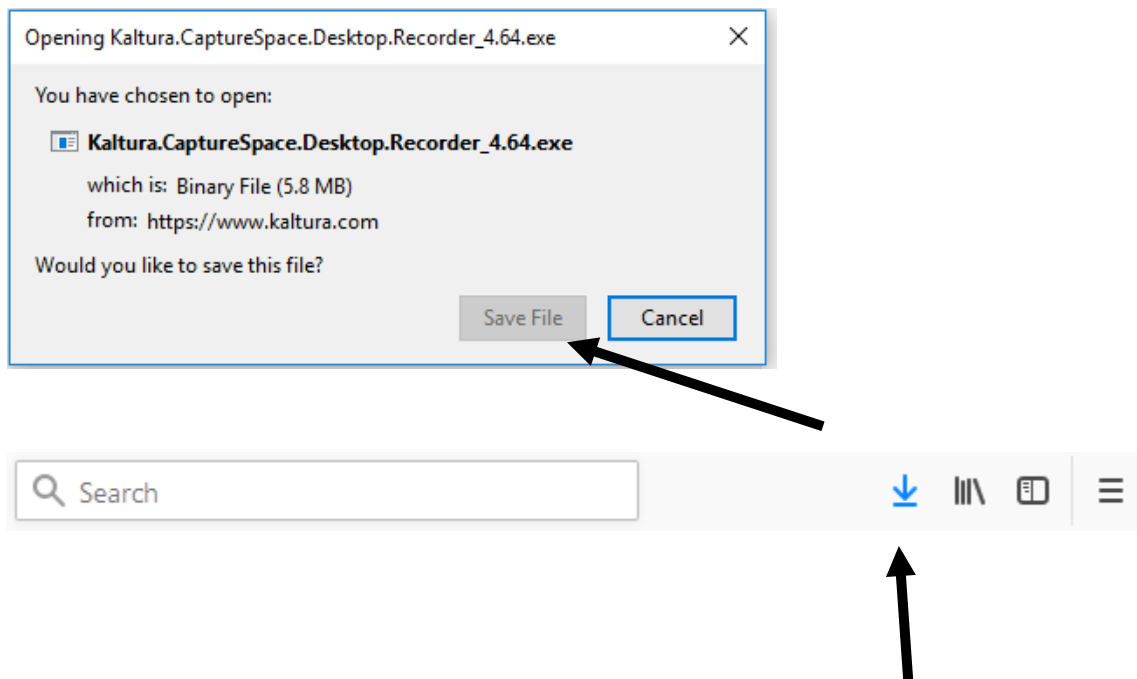 Opening Kaltura.CaptureSpace.Desktop.Recorder_4.64.exe
You have chosen to open:
Kaltura.CaptureSpace.Desktop.Recorder_4.64.exe
which is: Binary File (5.8 MB)
from: https://www.kaltura.com
Would you like to save this file?
Save File Cancel
Search